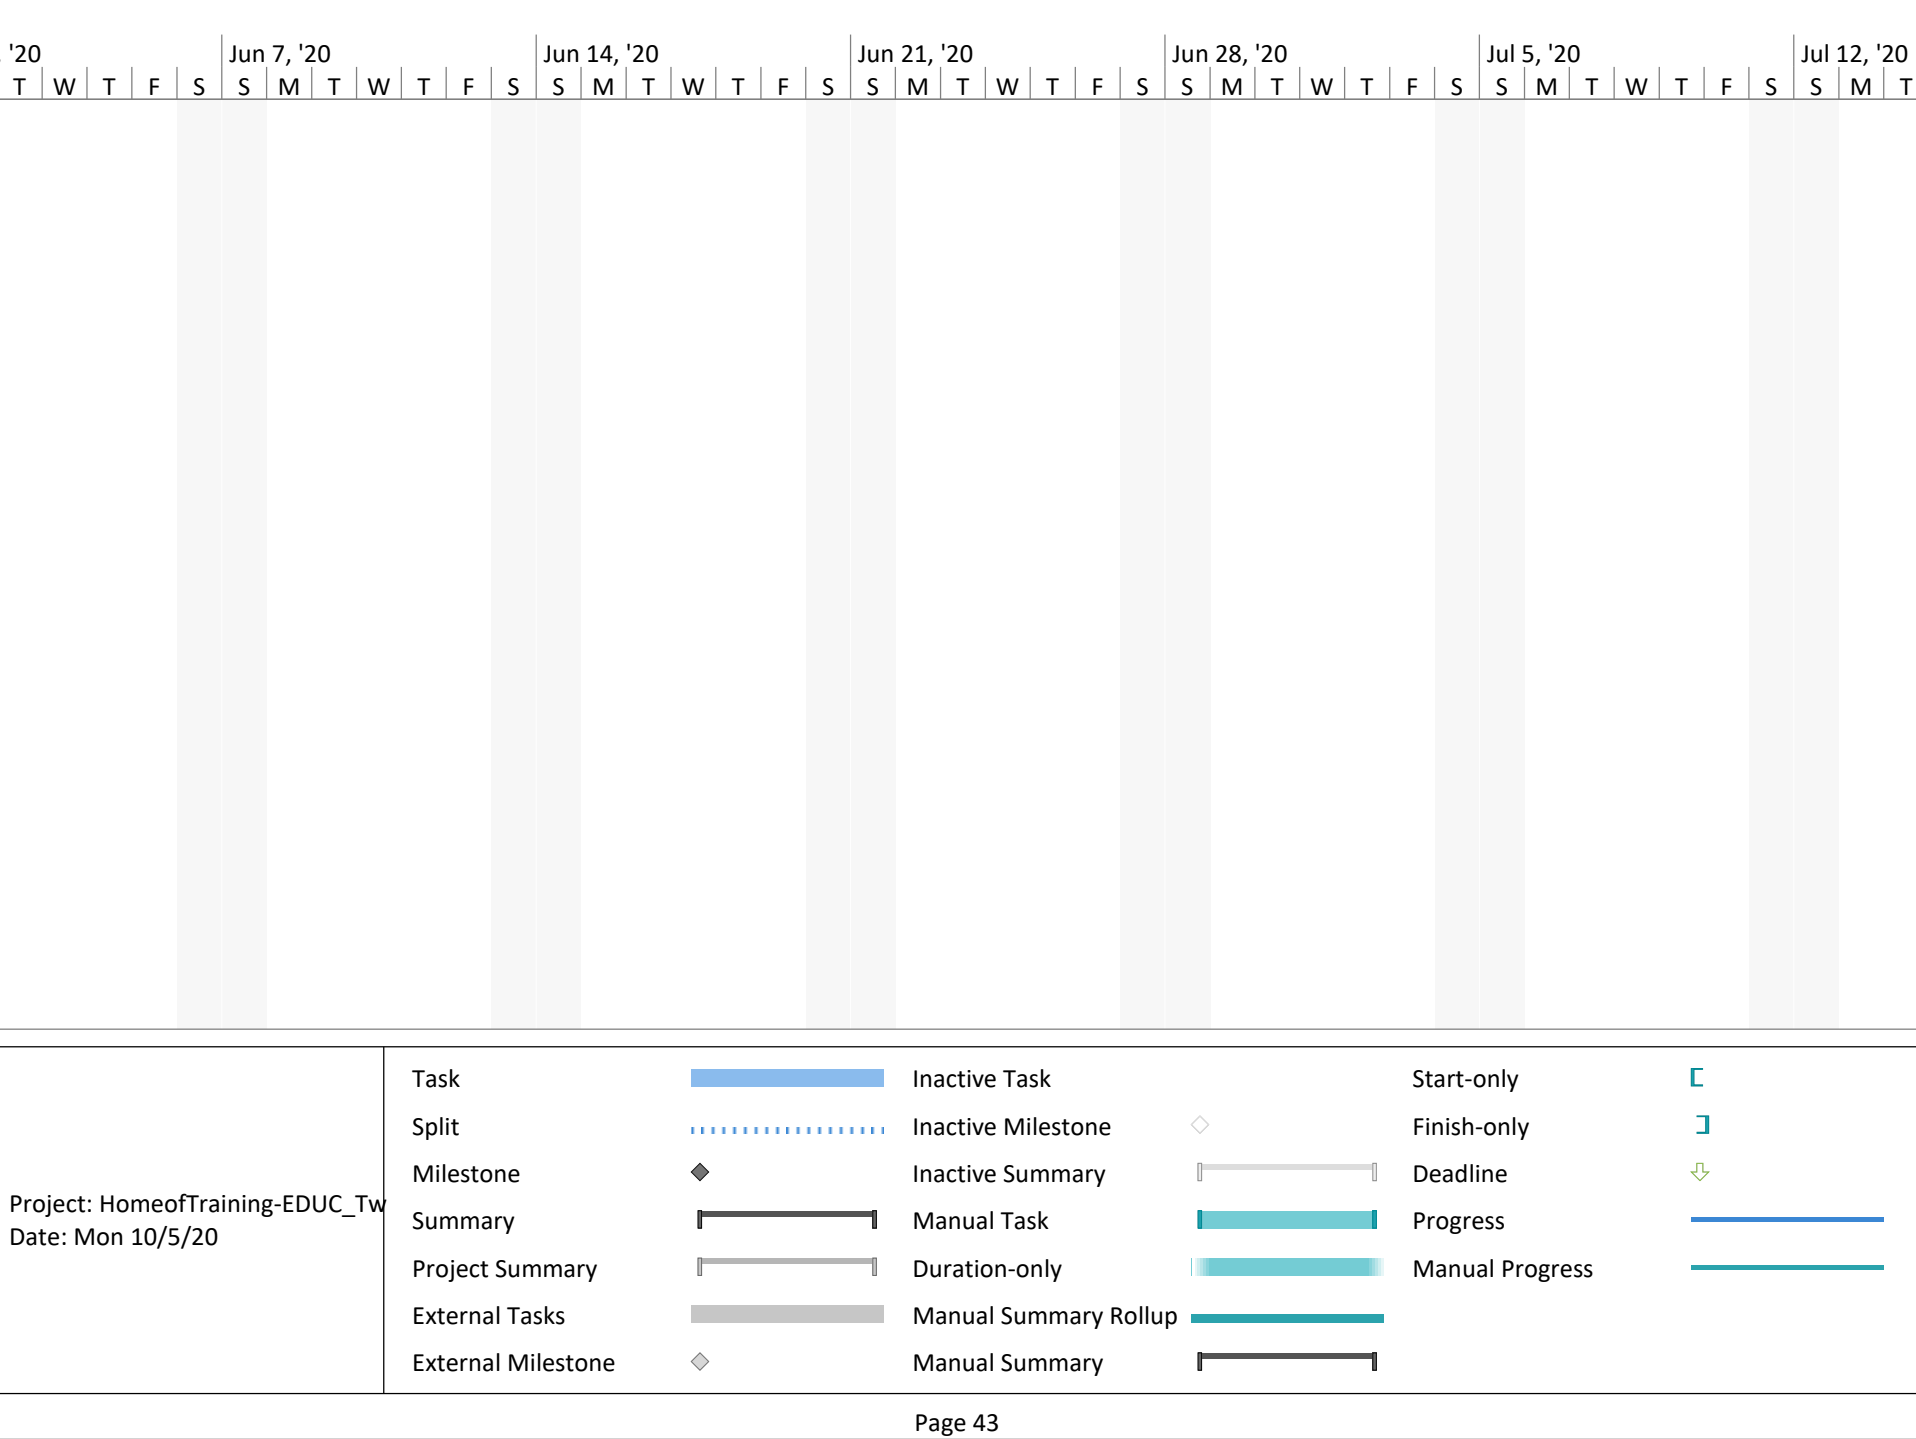 '20 Jun 7, '20 Jun 14, '20 Jun 21, '20 Jun 28, '20 Jul 5, '20 Jul 12, '20
T W T F S S M T W T F S S M T W T F S S M T W T F S S M T W T F S S M T W T F S S M T
Task Inactive Task Start-only
Split Inactive Milestone Finish-only
Milestone Inactive Summary Deadline
Summary Manual Task Progress
Project Summary Duration-only Manual Progress
External Tasks Manual Summary Rollup
External Milestone Manual Summary
Project: HomeofTraining-EDUC_Tw
Date: Mon 10/5/20
Page 43